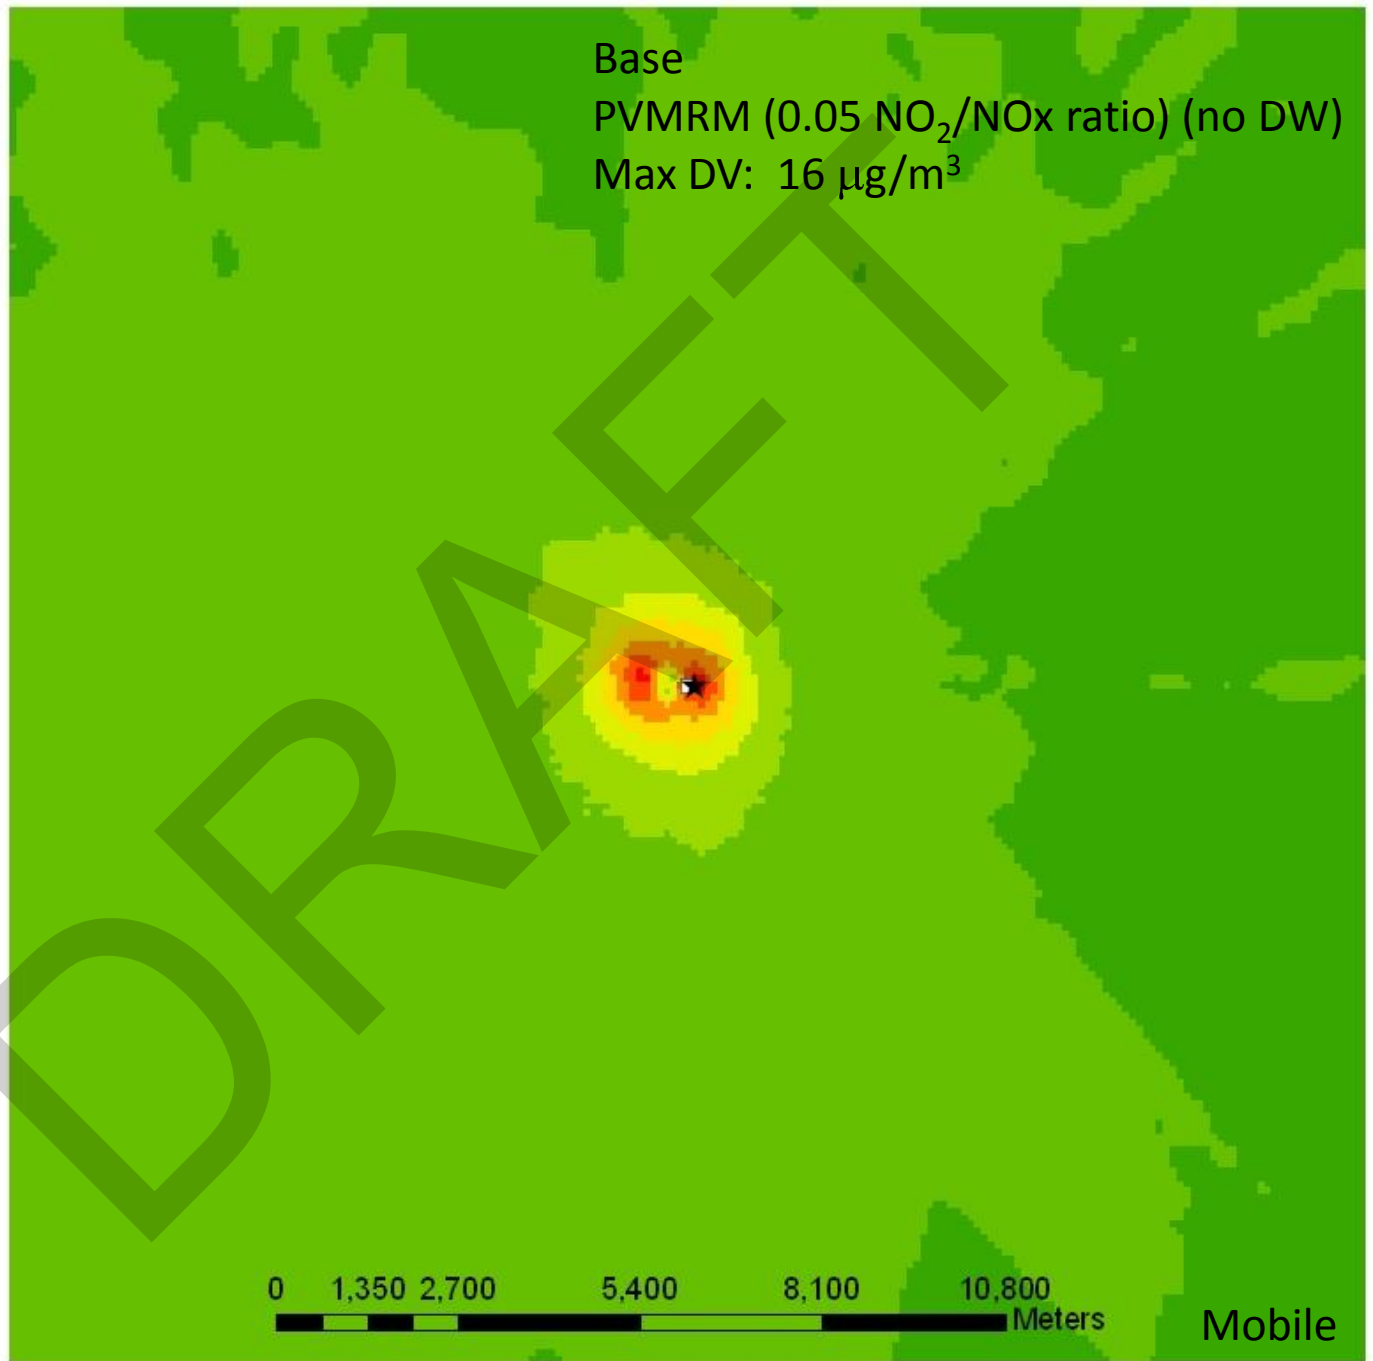 Base
PVMRM (0.05 NO₂/NOx ratio) (no DW)
Max DV: 16 μg/m³
DRAFT
0 1,350 2,700 5,400 8,100 10,800
Meters
Mobile